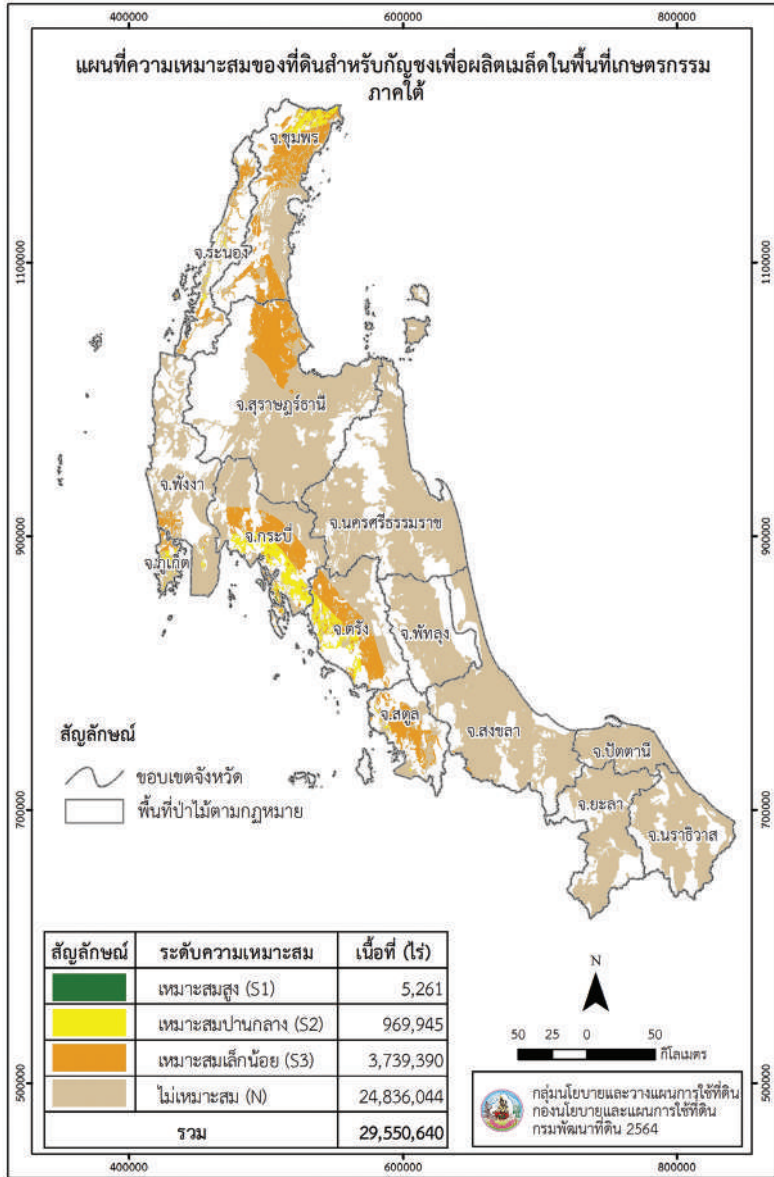 400000 600000 800000
แผนที่ความเหมาะสมของที่ดินสำหรับกัญชงเพื่อผลิตเมล็ดในพื้นที่เกษตรกรรม
ภาคใต้
จ.ชุมพร
จ.ระนอง
1100000 1100000
จ.สุราษฎร์ธานี
จ.พังงา
จ.นครศรีธรรมราช
900000 900000
จ.กระบี่
จ.ภูเก็ต
จ.ตรัง
จ.พัทลุง
จ.สตูล
จ.สงขลา
จ.ปัตตานี
จ.ยะลา
จ.นราธิวาส
700000 700000
สัญลักษณ์
ขอบเขตจังหวัด
พื้นที่ป่าไม้ตามกฎหมาย
สัญลักษณ์ ระดับความเหมาะสม เนื้อที่ (ไร่)
เหมาะสมสูง (S1) 5,261
เหมาะสมปานกลาง (S2) 969,945
เหมาะสมเล็กน้อย (S3) 3,739,390
ไม่เหมาะสม (N) 24,836,044
รวม 29,550,640
N
50 25 0 50
กิโลเมตร
500000 500000
กลุ่มนโยบายและวางแผนการใช้ที่ดิน
กองนโยบายและแผนการใช้ที่ดิน
กรมพัฒนาที่ดิน 2564
400000 600000 800000